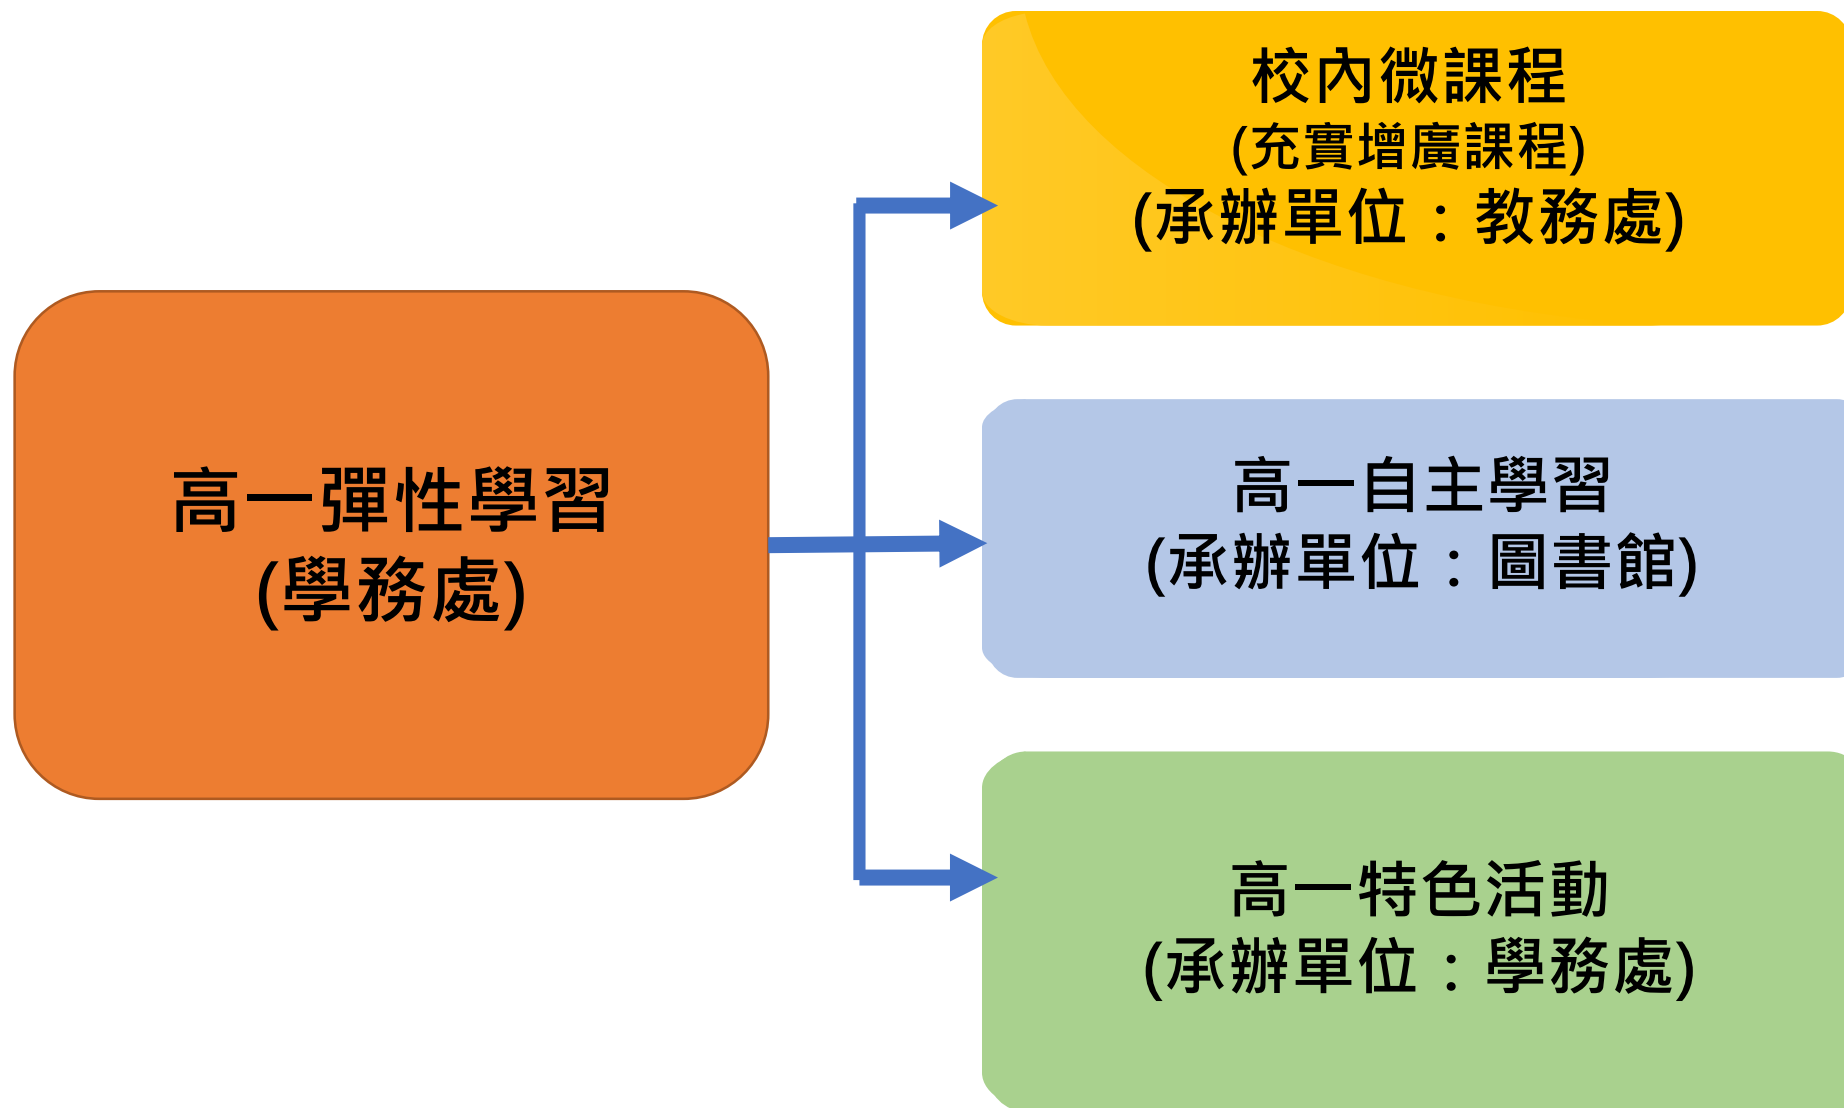 高一彈性學習
(學務處)
校內微課程
(充實增廣課程)
(承辦單位：教務處)
高一自主學習
(承辦單位：圖書館)
高一特色活動
(承辦單位：學務處)